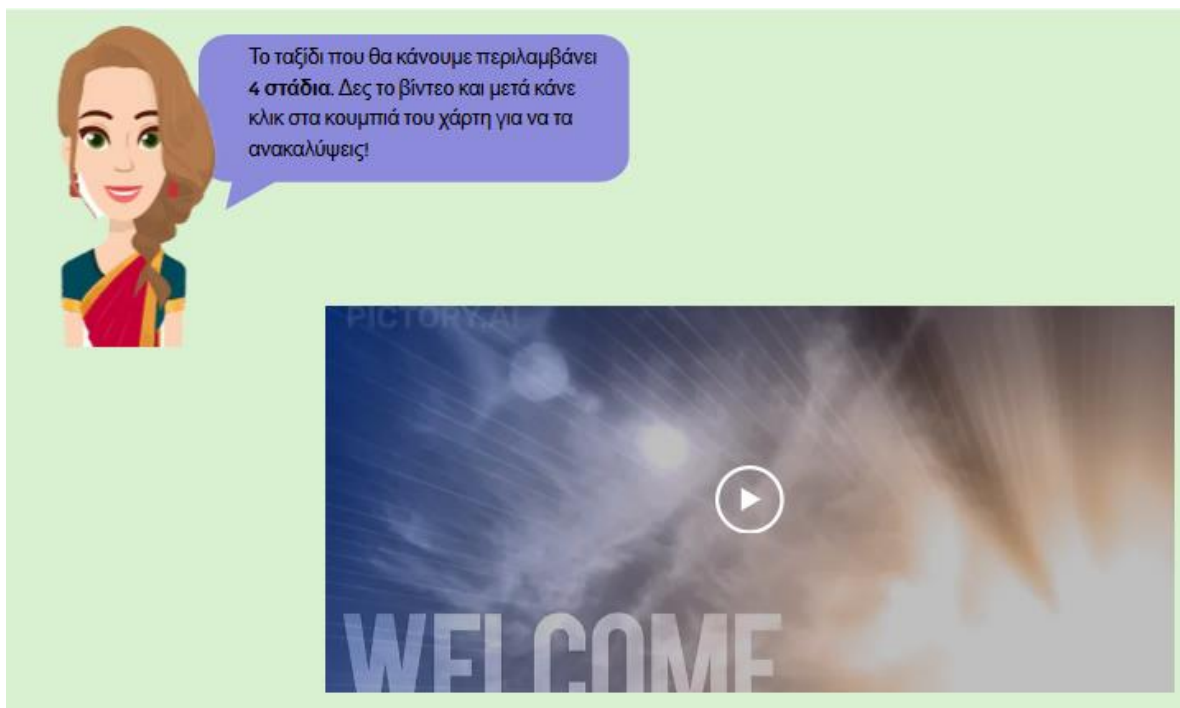 Το ταξίδι που θα κάνουμε περιλαμβάνει
4 στάδια. Δες το βίντεο και μετά κάνε
κλικ στα κουμπιά του χάρτη για να τα
ανακαλύψεις!
PICTORY.AI
WELCOME